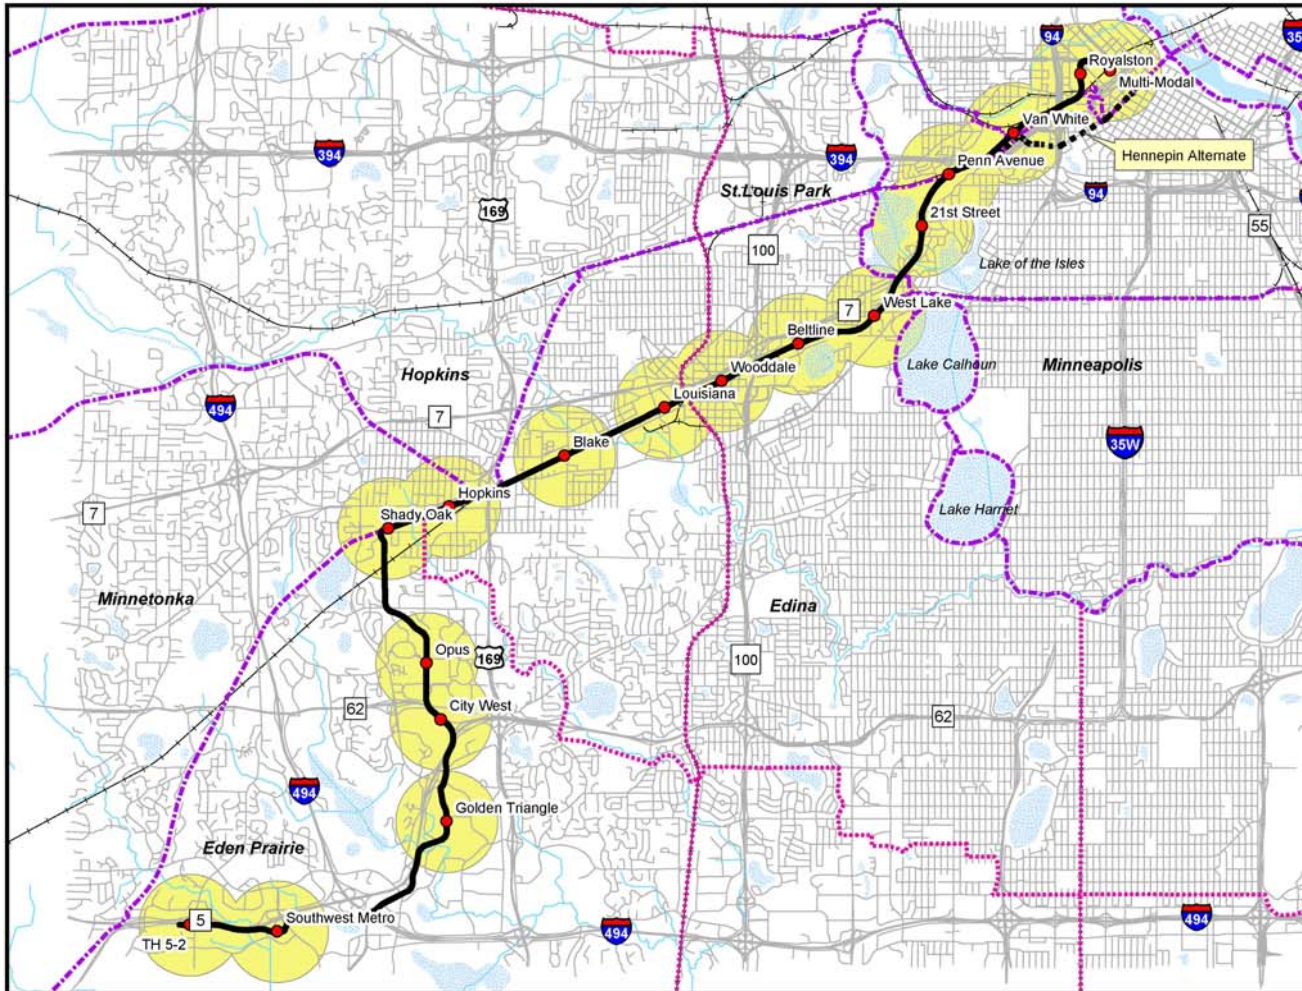 94
35
Royalston
Multi-Modal
Van White
394
394
Penn Avenue
Hennepin Alternate
St.Louis Park
94
169
21st Street
55
100
Lake of the Isles
7
West Lake
Beltline
Lake Calhoun
Minneapolis
Wooddale
Hopkins
Louisiana
494
7
Blake
35W
Hopkins
7
Shady Oak
Lake Harriet
Minnetonka
Edina
Opus
169
100
City West
62
62
494
Golden Triangle
Eden Prairie
5
Southwest Metro
494
494
TH 5-2